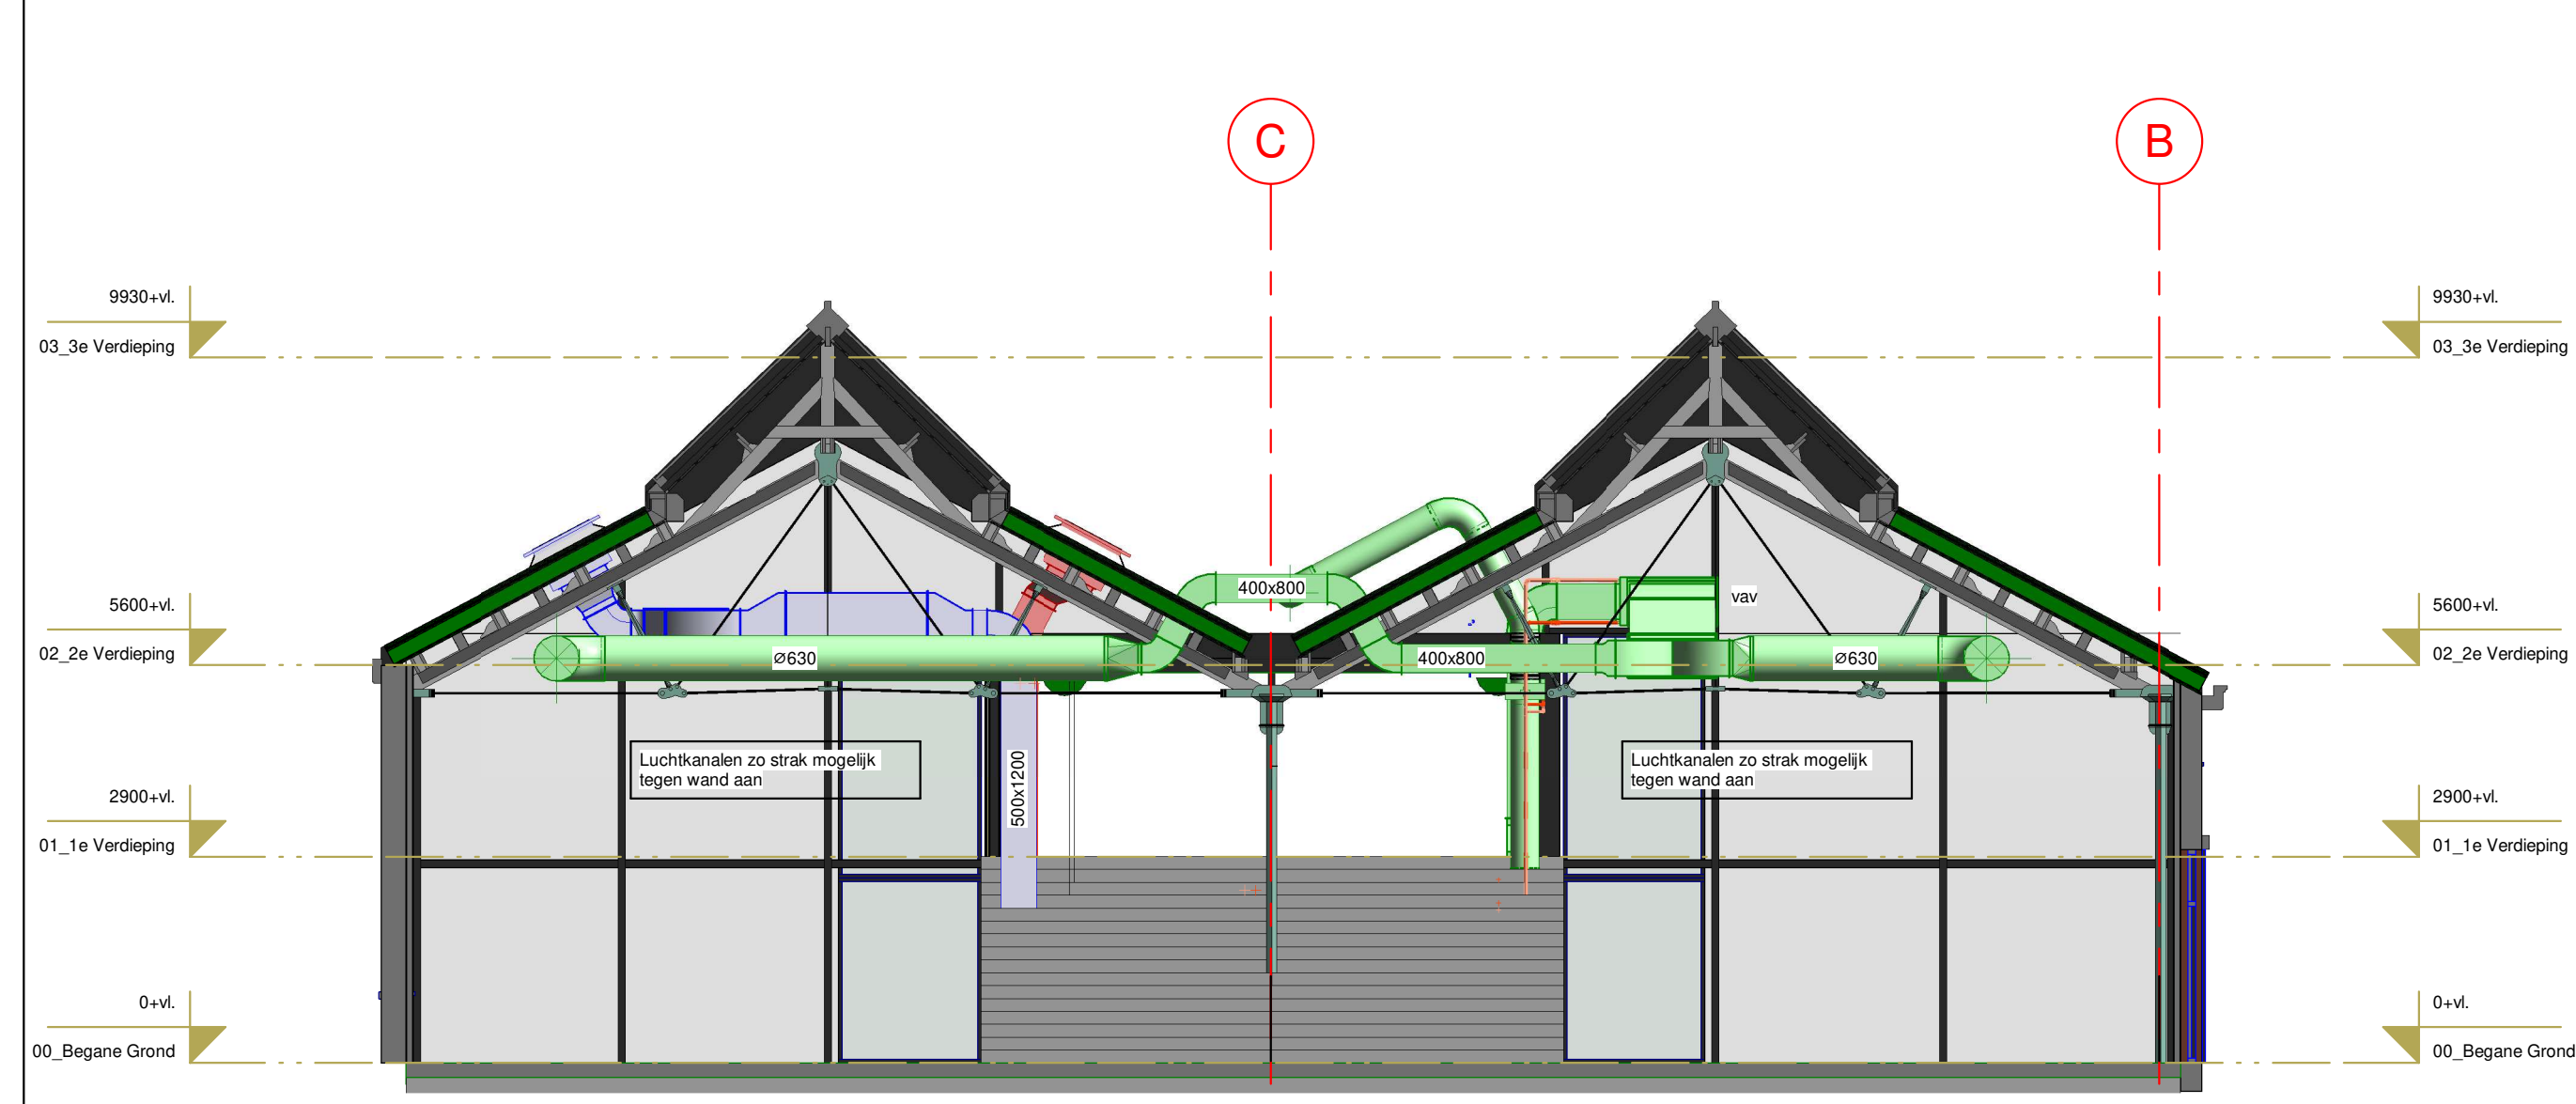 C
B
9930+vl.
03_3e Verdieping
9930+vl.
03_3e Verdieping
5600+vl.
02_2e Verdieping
400x800
vav
5600+vl.
02_2e Verdieping
Ø630
400x800
Ø630
Luchtkanalen zo strak mogelijk
tegen wand aan
500x1200
Luchtkanalen zo strak mogelijk
tegen wand aan
2900+vl.
01_1e Verdieping
2900+vl.
01_1e Verdieping
0+vl.
00_Begane Grond
0+vl.
00_Begane Grond